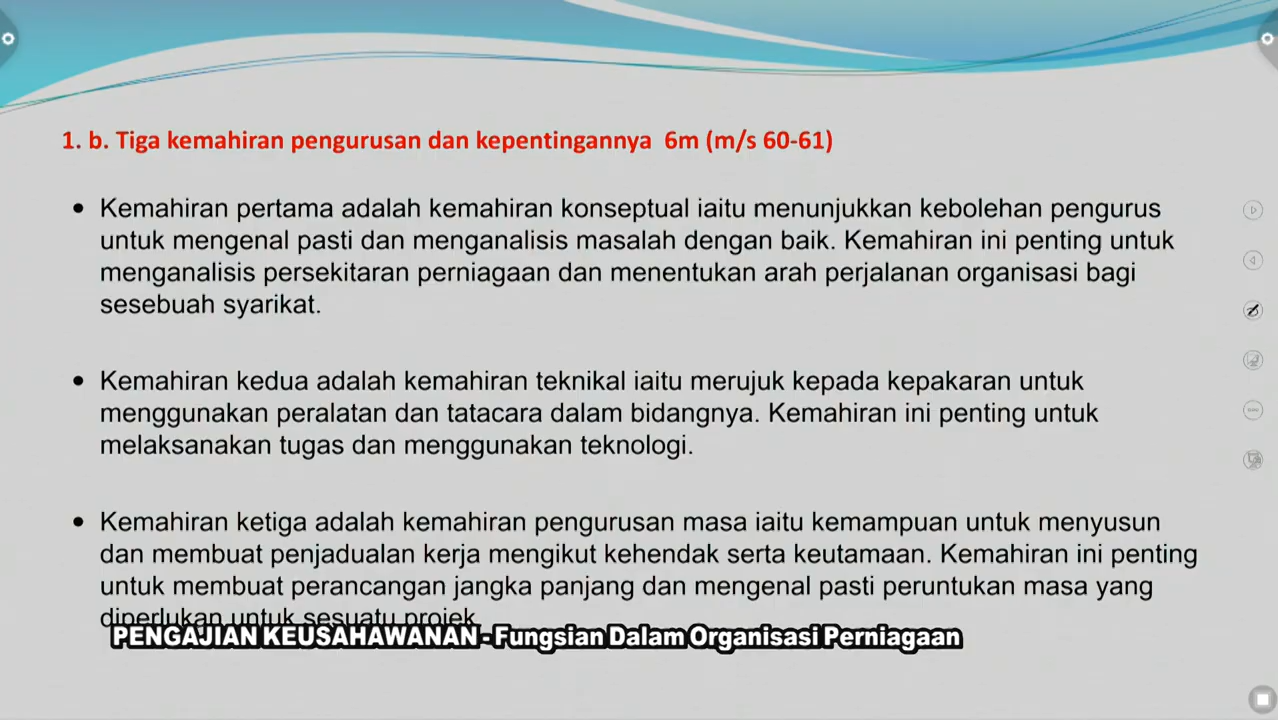 1. b. Tiga kemahiran pengurusan dan kepentingannya 6m (m/s 60-61)
• Kemahiran pertama adalah kemahiran konseptual iaitu menunjukkan kebolehan pengurus
untuk mengenal pasti dan menganalisis masalah dengan baik. Kemahiran ini penting untuk
menganalisis persekitaran perniagaan dan menentukan arah perjalanan organisasi bagi
sesebuah syarikat.
• Kemahiran kedua adalah kemahiran teknikal iaitu merujuk kepada kepakaran untuk
menggunakan peralatan dan tatacara dalam bidangnya. Kemahiran ini penting untuk
melaksanakan tugas dan menggunakan teknologi.
• Kemahiran ketiga adalah kemahiran pengurusan masa iaitu kemampuan untuk menyusun
dan membuat penjadualan kerja mengikut kehendak serta keutamaan. Kemahiran ini penting
untuk membuat perancangan jangka panjang dan mengenal pasti peruntukan masa yang
diperlukan untuk sesuatu projek
PENGAJIAN KEUSAHAWANAN - Fungsian Dalam Organisasi Perniagaan